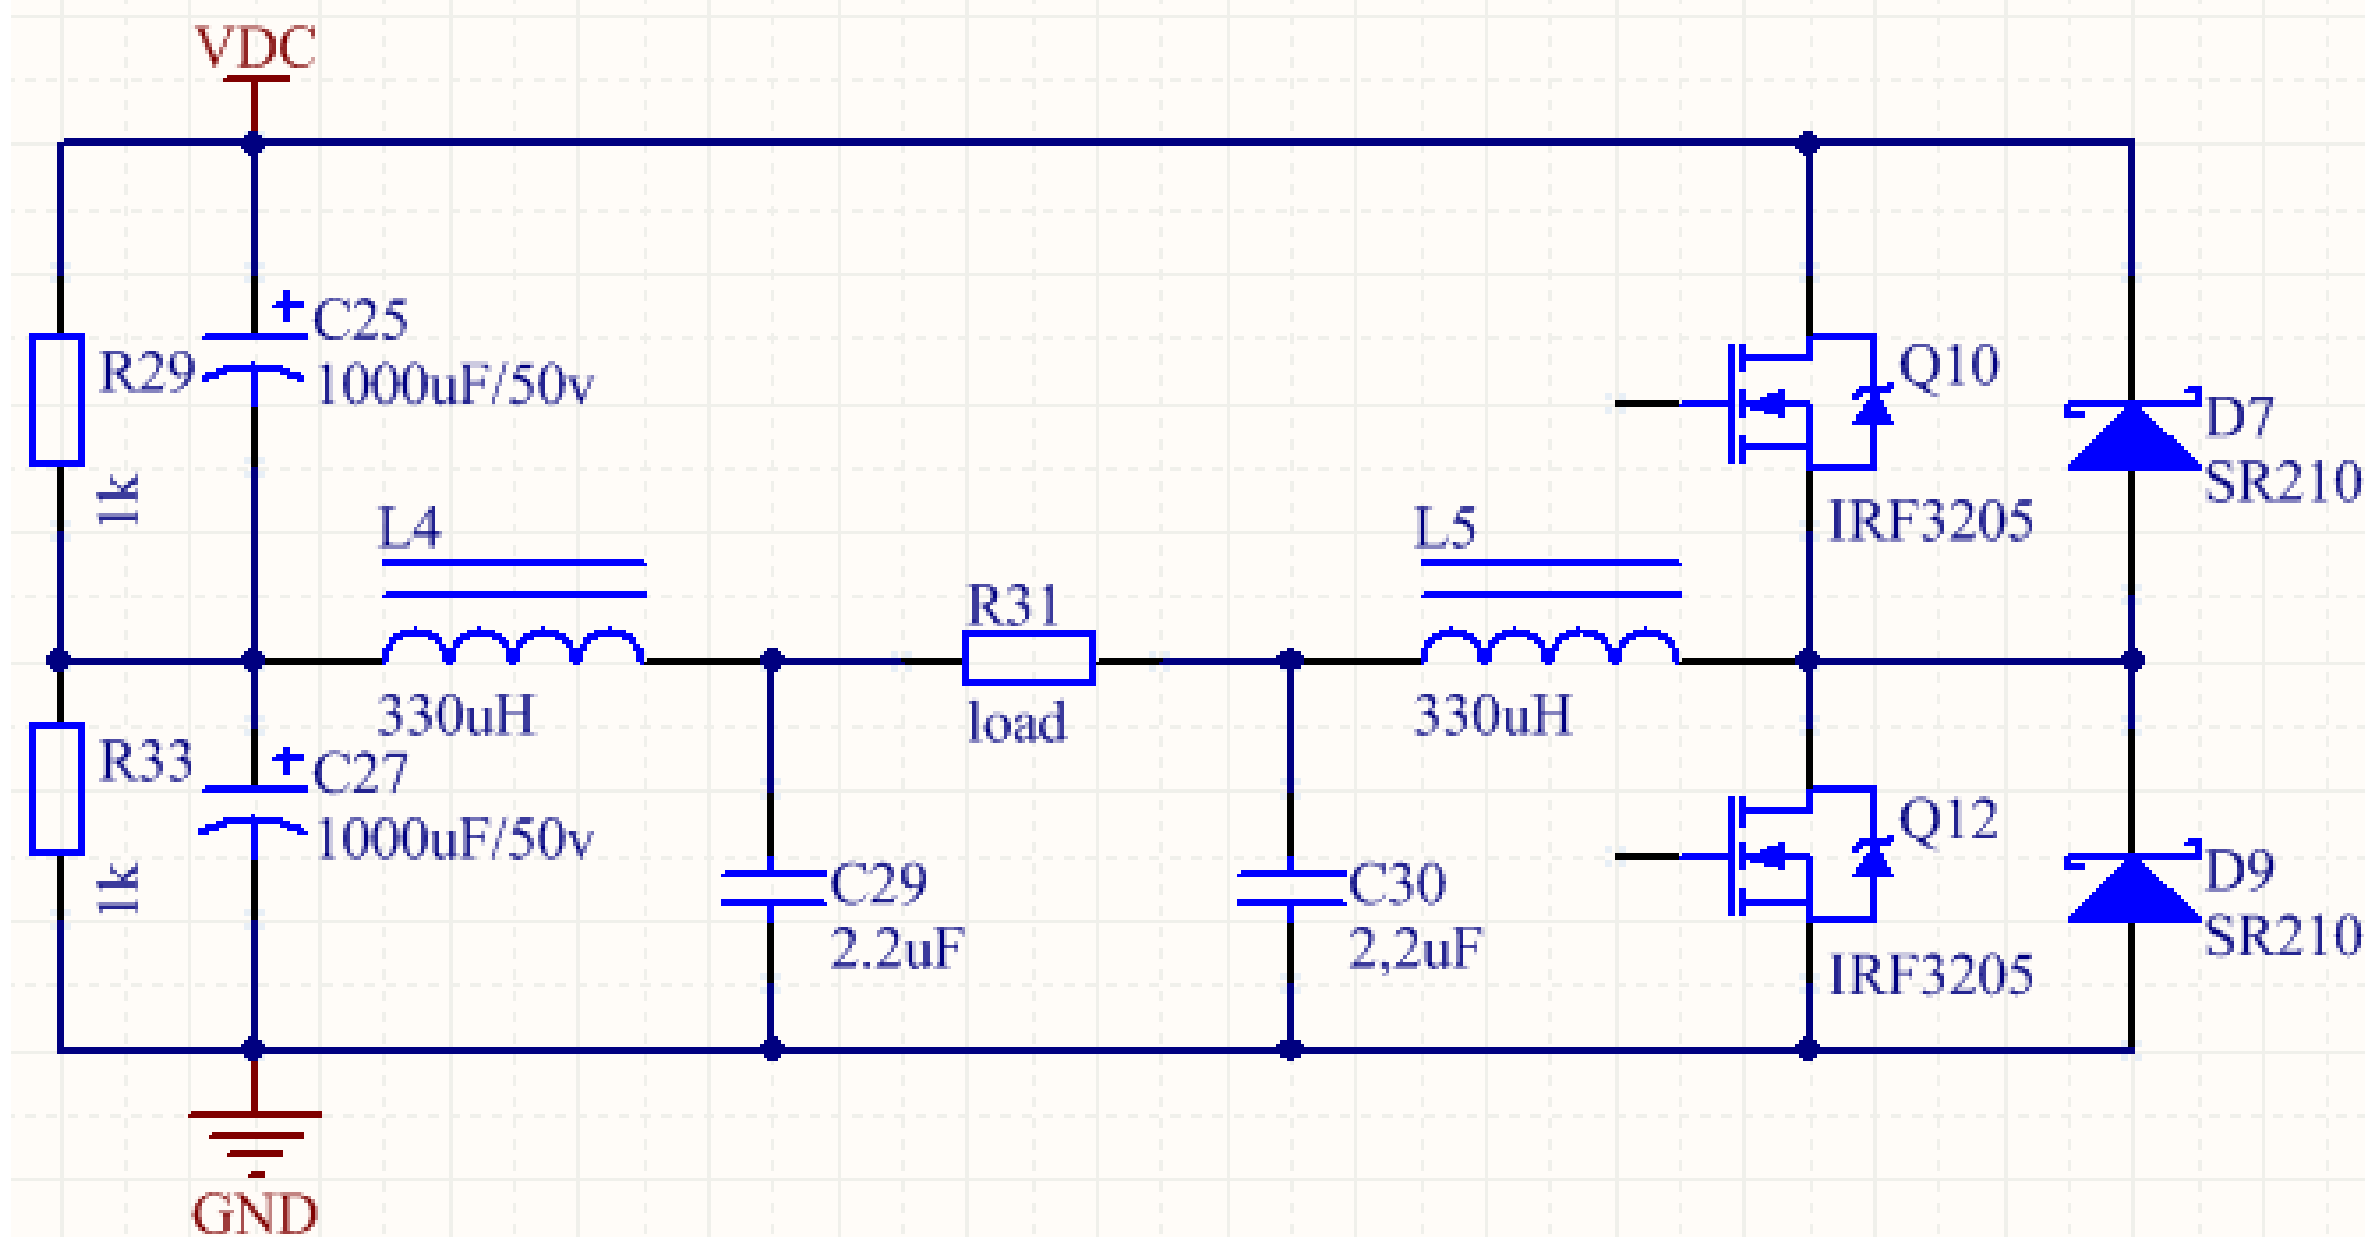 VDC
C25
1000uF/50v
R29
1k
Q10
IRF3205
D7
SR210
L4
330uH
R31
load
L5
330uH
R33
1k
C27
1000uF/50v
C29
2.2uF
C30
2,2uF
Q12
IRF3205
D9
SR210
GND